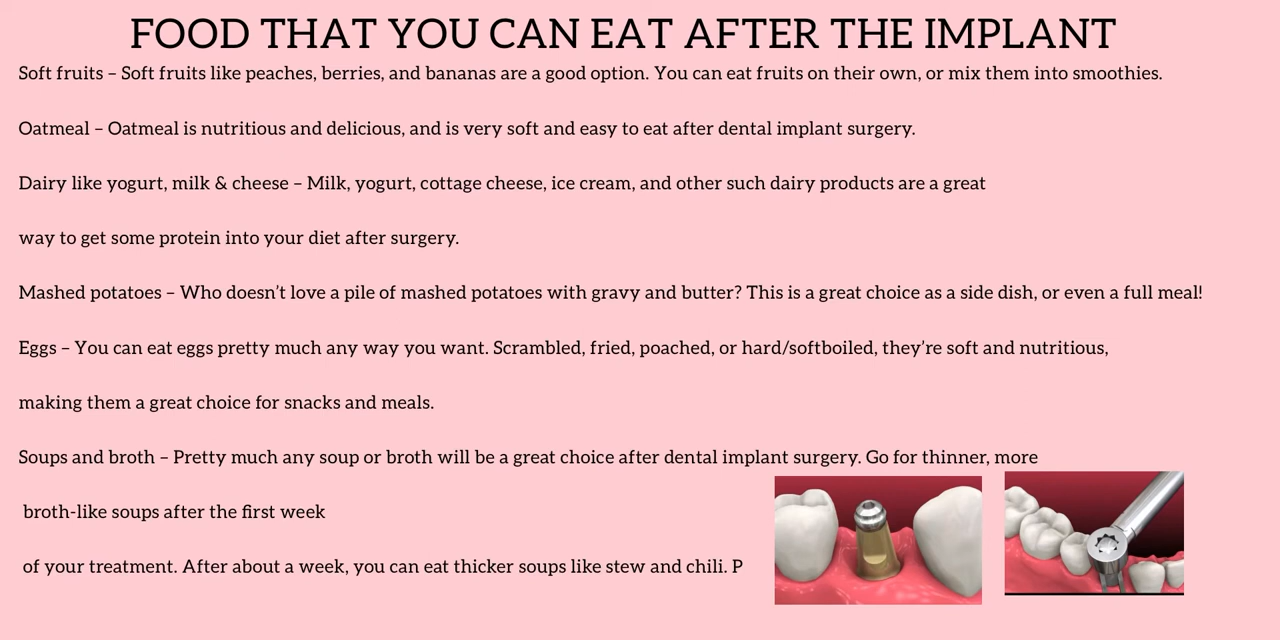 FOOD THAT YOU CAN EAT AFTER THE IMPLANT
Soft fruits – Soft fruits like peaches, berries, and bananas are a good option. You can eat fruits on their own, or mix them into smoothies.
Oatmeal – Oatmeal is nutritious and delicious, and is very soft and easy to eat after dental implant surgery.
Dairy like yogurt, milk & cheese – Milk, yogurt, cottage cheese, ice cream, and other such dairy products are a great
way to get some protein into your diet after surgery.
Mashed potatoes – Who doesn’t love a pile of mashed potatoes with gravy and butter? This is a great choice as a side dish, or even a full meal!
Eggs – You can eat eggs pretty much any way you want. Scrambled, fried, poached, or hard/softboiled, they’re soft and nutritious,
making them a great choice for snacks and meals.
Soups and broth – Pretty much any soup or broth will be a great choice after dental implant surgery. Go for thinner, more
broth-like soups after the first week
of your treatment. After about a week, you can eat thicker soups like stew and chili. P